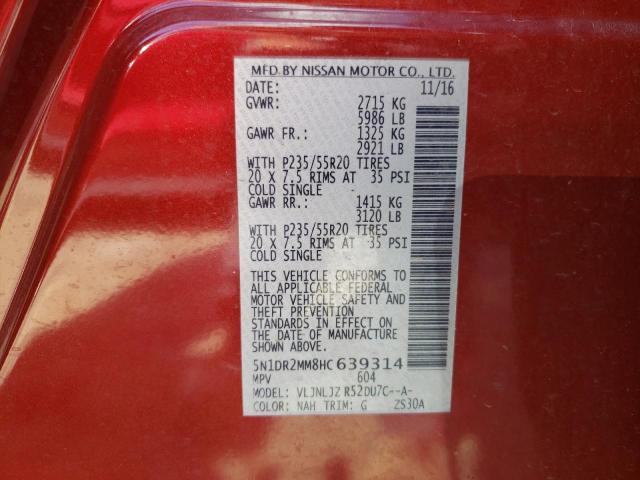 MFD BY NISSAN MOTOR CO., LTD.
DATE: 11/16
GVWR: 2715 KG
5986 LB
GAWR FR.: 1325 KG
2921 LB
WITH P235/55R20 TIRES
20 X 7.5 RIMS AT 35 PSI
COLD SINGLE
GAWR RR.: 1415 KG
3120 LB
WITH P235/55R20 TIRES
20 X 7.5 RIMS AT 35 PSI
COLD SINGLE
THIS VEHICLE CONFORMS TO
ALL APPLICABLE FEDERAL
MOTOR VEHICLE SAFETY AND
AND THEFT PREVENTION
STANDARDS IN EFFECT ON
THE DATE OF MANUFACTURE
SHOWN ABOVE.
5N1DR2MM8HC639314
MPV 604
MODEL: VLJNLJZ R52DU7C--A-
COLOR: NAH TRIM: G ZS30A